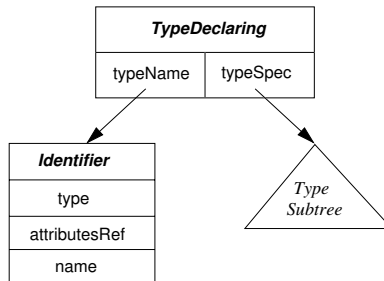 TypeDeclaring
typeName typeSpec
Identifier
type
attributesRef
name
Type
Subtree